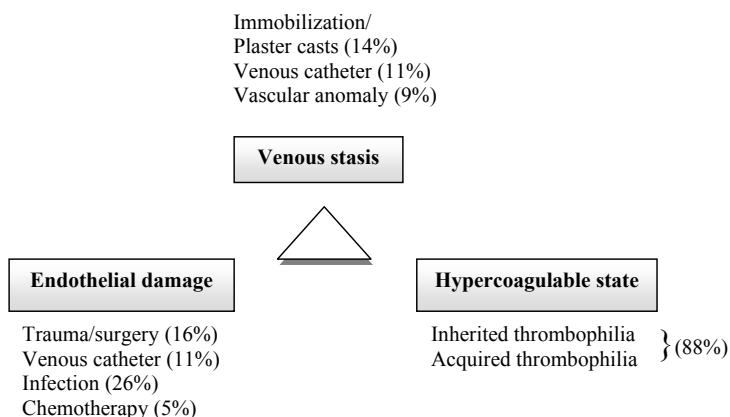 Immobilization/
Plaster casts (14%)
Venous catheter (11%)
Vascular anomaly (9%)
Venous stasis
Endothelial damage
Trauma/surgery (16%)
Venous catheter (11%)
Infection (26%)
Chemotherapy (5%)
Hypercoagulable state
Inherited thrombophilia
Acquired thrombophilia
} (88%)